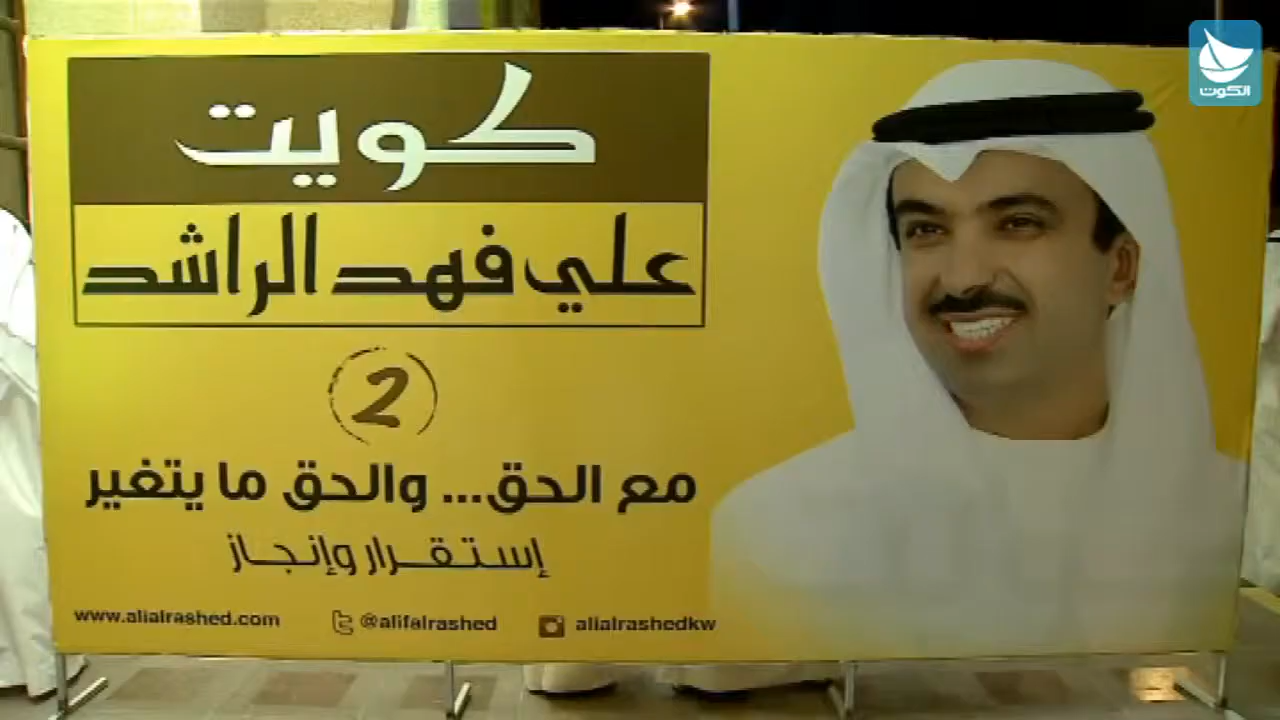 الكوت
كويت
علي فهد الراشد
2
مع الحق... والحق ما يتغير
إستقرار وإنجاز
www.alialrashed.com @alifalrashed alialrashedkw